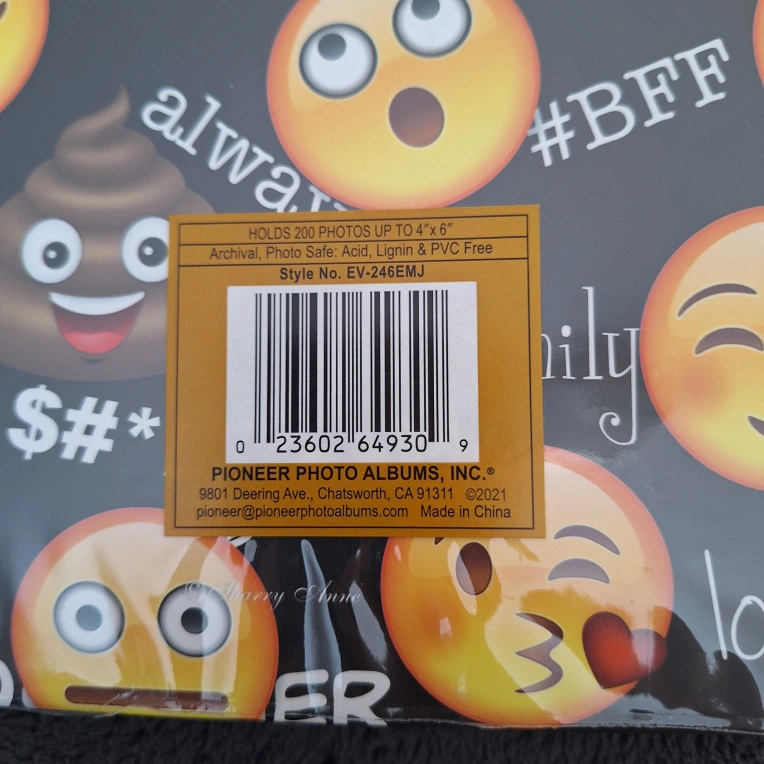 #BFF
$#*
HOLDS 200 PHOTOS UP TO 4"x 6"
Archival, Photo Safe: Acid, Lignin & PVC Free
Style No. EV-246EMJ
0 23602 64930 9
PIONEER PHOTO ALBUMS, INC.®
9801 Deering Ave., Chatsworth, CA 91311 ©2021
pioneer@pioneerphotoalbums.com Made in China
© Sharry Anne